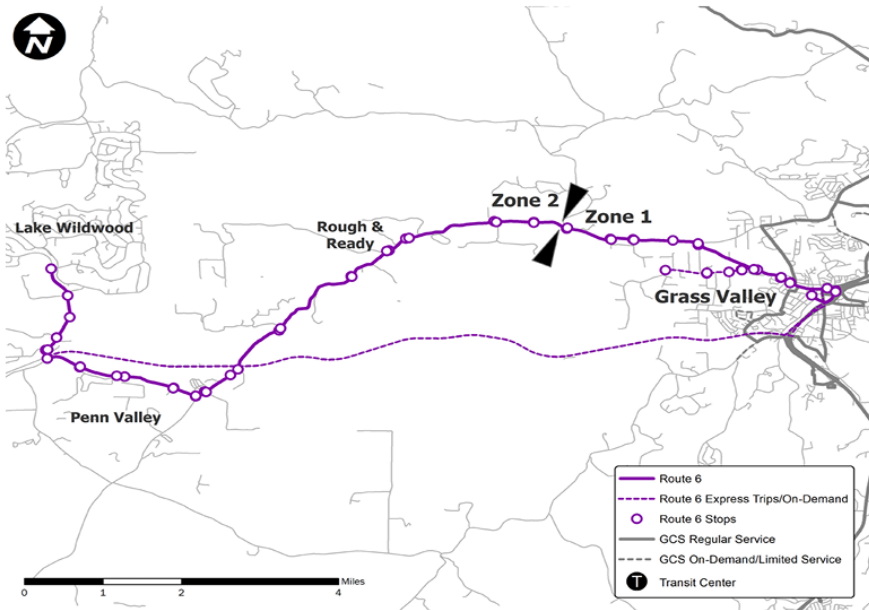 N
Zone 2
Zone 1
Lake Wildwood
Rough &
Ready
Grass Valley
Penn Valley
Route 6
Route 6 Express Trips/On-Demand
Route 6 Stops
GCS Regular Service
GCS On-Demand/Limited Service
T Transit Center
Miles
0 1 2 4